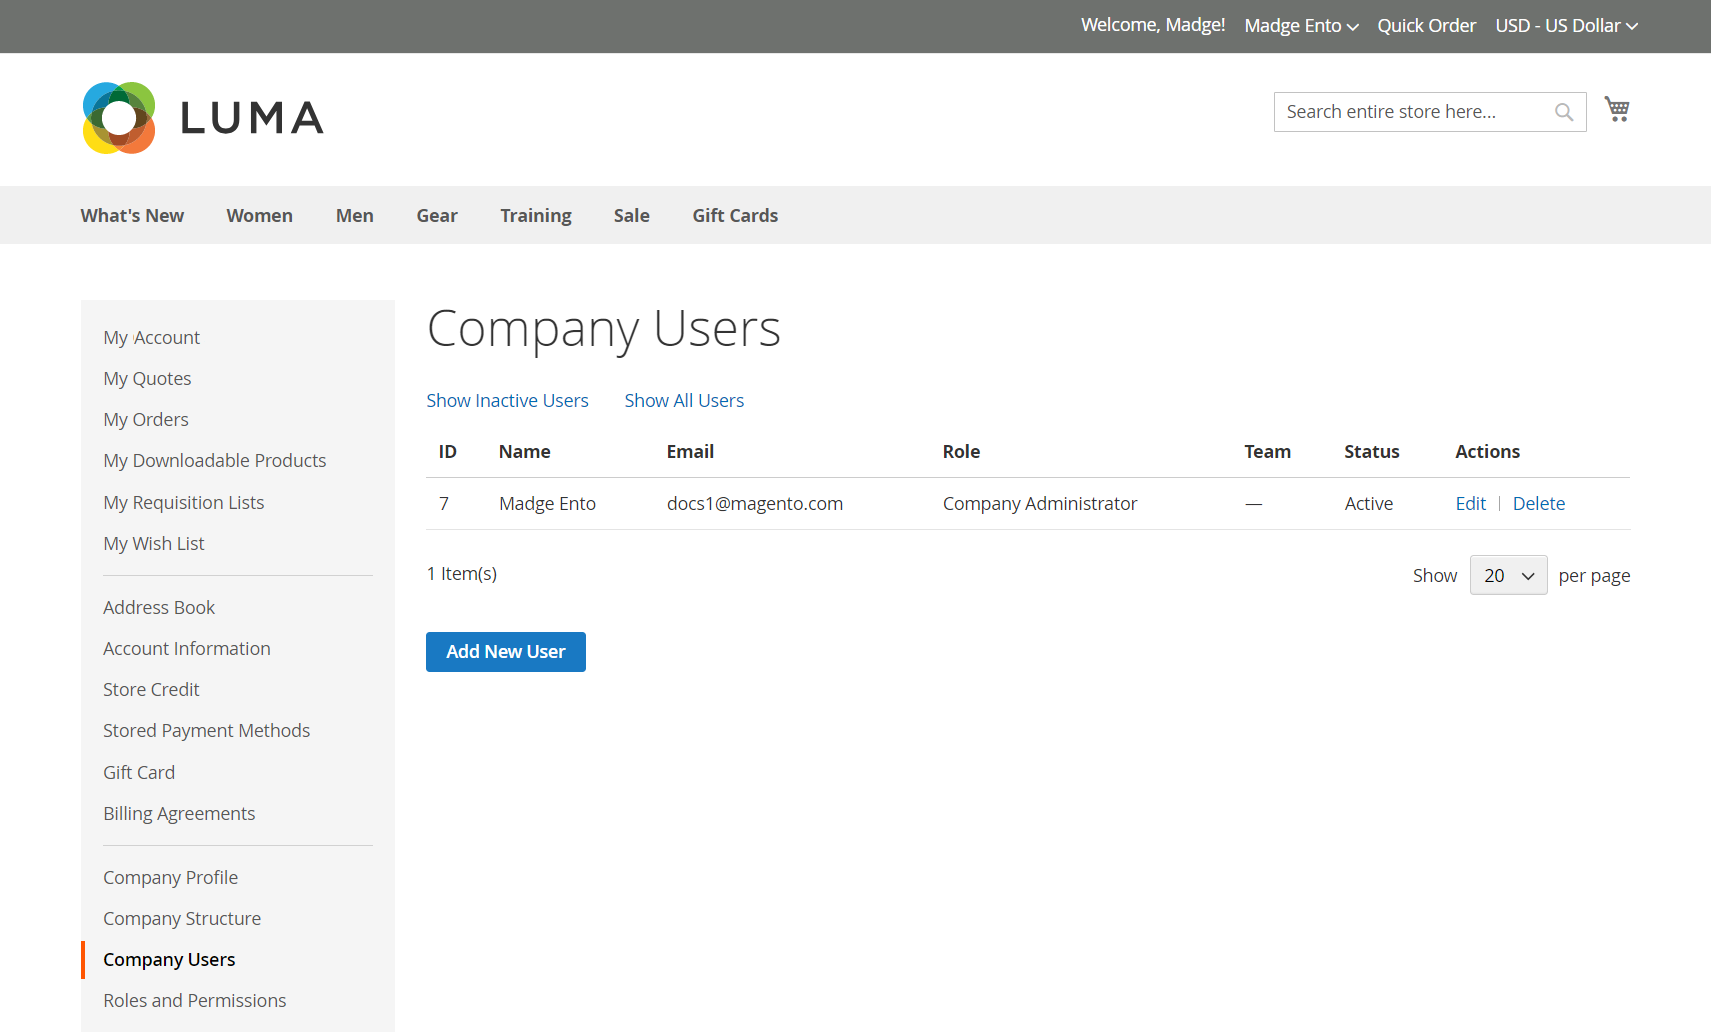 Welcome, Madge! Madge Ento Quick Order USD - US Dollar
LUMA
Search entire store here...
What's New Women Men Gear Training Sale Gift Cards
My Account
My Quotes
My Orders
My Downloadable Products
My Requisition Lists
My Wish List
Address Book
Account Information
Store Credit
Stored Payment Methods
Gift Card
Billing Agreements
Company Profile
Company Structure
Company Users
Roles and Permissions
Company Users
Show Inactive Users Show All Users
ID Name Email Role Team Status Actions
7 Madge Ento docs1@magento.com Company Administrator — Active Edit | Delete
1 Item(s)
Show 20 per page
Add New User